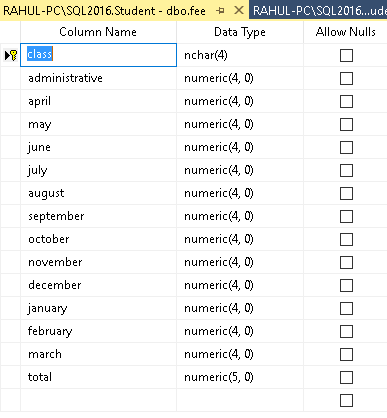 RAHUL-PC\SQL2016.Student - dbo.fee RAHUL-PC\SQL2016...ude
Column Name Data Type Allow Nulls
class nchar(4)
administrative numeric(4, 0)
april numeric(4, 0)
may numeric(4, 0)
june numeric(4, 0)
july numeric(4, 0)
august numeric(4, 0)
september numeric(4, 0)
october numeric(4, 0)
november numeric(4, 0)
december numeric(4, 0)
january numeric(4, 0)
february numeric(4, 0)
march numeric(4, 0)
total numeric(5, 0)